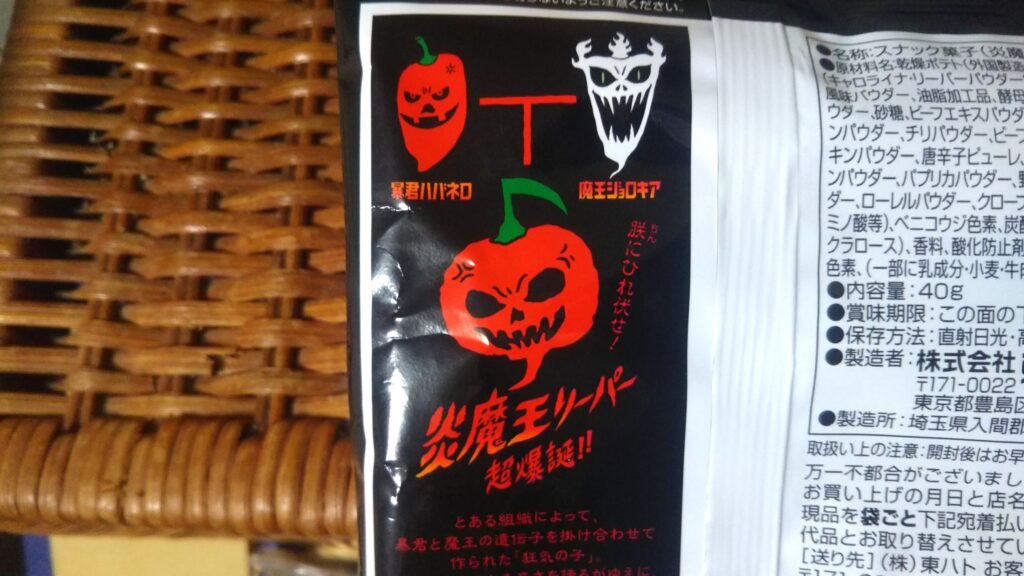 ないようご注意ください。
暴君ハバネロ
魔王ジョロキア
朕にひれ伏せ!
ちん
炎魔王リーパー
超爆誕!!
とある組織によって、
暴君と魔王の遺伝子を掛け合わせて
作られた「狂気の子」。
●名称:スナック菓子(炎魔
●原材料名:乾燥ポテト(外国製造
(キャロライナ・リーパーパウダー
風味)パウダー、油脂加工品、酵母
ウダー、砂糖、ビーフエキスパウダ
ンパウダー、チリパウダー、ビーフ
キンパウダー、唐辛子ピューレ、
ンパウダー、パプリカパウダー、野
ダー、ローレルパウダー、クローブ
ミノ酸等)、ベニコウジ色素、炭酸
クラロース)、香料、酸化防止剤
色素、(一部に乳成分・小麦・牛肉
●内容量:40g
●賞味期限:この面の下
●保存方法:直射日光・高
●製造者:株式会社
〒171-0022
東京都豊島区
●製造所:埼玉県入間郡
取扱い上の注意:開封後はお早
万一不都合がございまし
お買い上げの月日と店名
現品を袋ごと下記宛着払い
代品とお取り替えさせてい
[送り先](株)東ハト お客